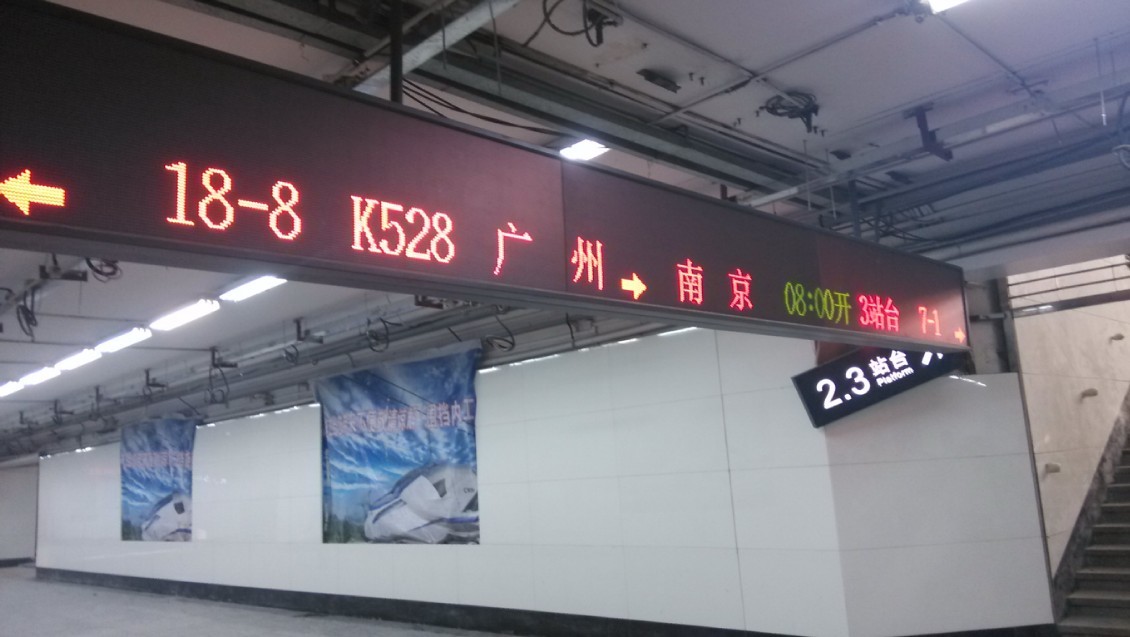 ← 18-8 K528 广州→南京 08:00开 3站台 7-1 →
2.3 站台
Platform